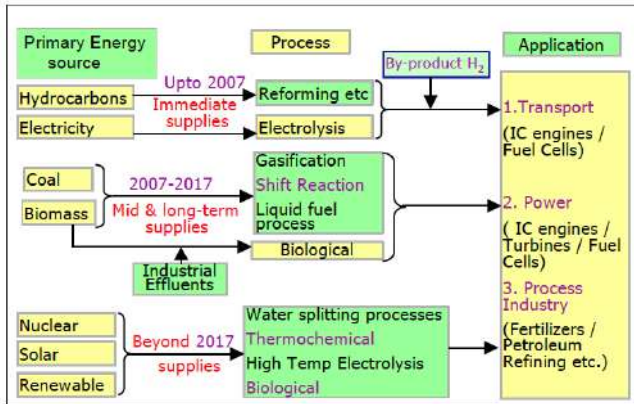 Primary Energy
source
Process
Application
By-product H₂
Upto 2007
Hydrocarbons
Immediate
supplies
Reforming etc
Electricity
Electrolysis
1.Transport
(IC engines /
Fuel Cells)
Coal
Biomass
2007-2017
Mid & long-term
supplies
Gasification
Shift Reaction
Liquid fuel
process
Biological
Industrial
Effluents
2. Power
( IC engines /
Turbines / Fuel
Cells)
3. Process
Industry
(Fertilizers /
Petroleum
Refining etc.)
Nuclear
Solar
Renewable
Beyond 2017
supplies
Water splitting processes
Thermochemical
High Temp Electrolysis
Biological